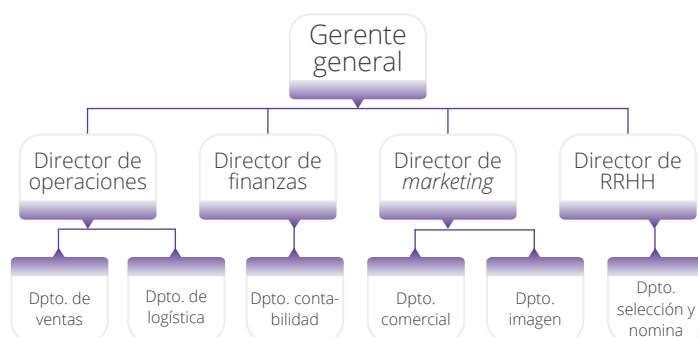 Gerente
general
Director de
operaciones
Director de
finanzas
Director de
marketing
Director de
RRHH
Dpto. de
ventas
Dpto. de
logística
Dpto. conta-
bilidad
Dpto.
comercial
Dpto.
imagen
Dpto.
selección y
nomina